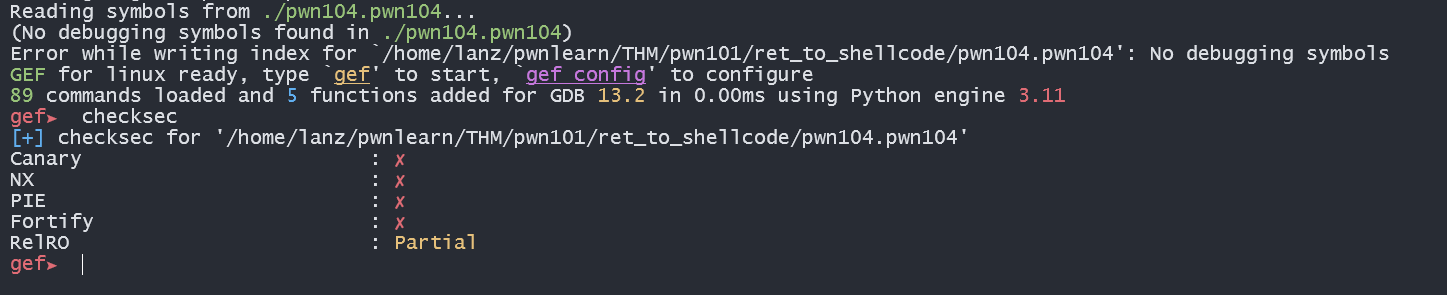 Reading symbols from ./pwn104.pwn104...
(No debugging symbols found in ./pwn104.pwn104)
Error while writing index for `/home/lanz/pwnlearn/THM/pwn101/ret_to_shellcode/pwn104.pwn104': No debugging symbols
GEF for linux ready, type `gef' to start, `gef config' to configure
89 commands loaded and 5 functions added for GDB 13.2 in 0.00ms using Python engine 3.11
gef➤  checksec
[+] checksec for '/home/lanz/pwnlearn/THM/pwn101/ret_to_shellcode/pwn104.pwn104'
Canary                        : ✘
NX                            : ✘
PIE                           : ✘
Fortify                       : ✘
RelRO                         : Partial
gef➤